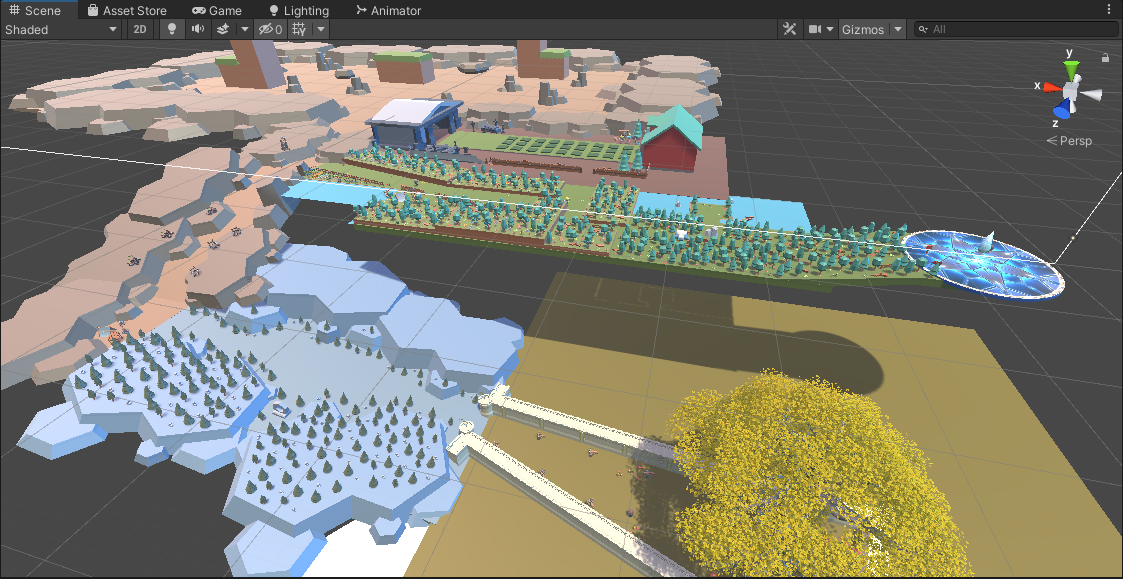 Scene Asset Store Game Lighting Animator
Shaded 2D 0 Gizmos All
y
x
z
Persp